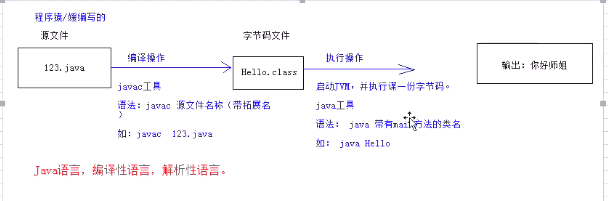 程序猿/媛编写的
源文件
字节码文件
编译操作
执行操作
123.java
Hello.class
输出：你好师姐
javac工具
语法：javac 源文件名称（带拓展名
）
如：javac 123.java
启动JVM，并执行谋一份字节码。
java工具
语法： java 带有main方法的类名
如： java Hello
Java语言，编译性语言，解析性语言。